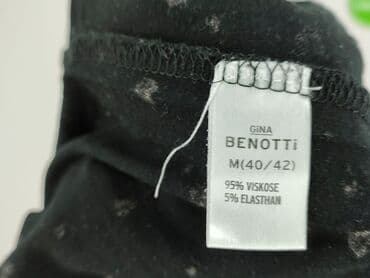 GiNA
BENOTTi
M(40/42)
95% VISKOSE
5% ELASTHAN